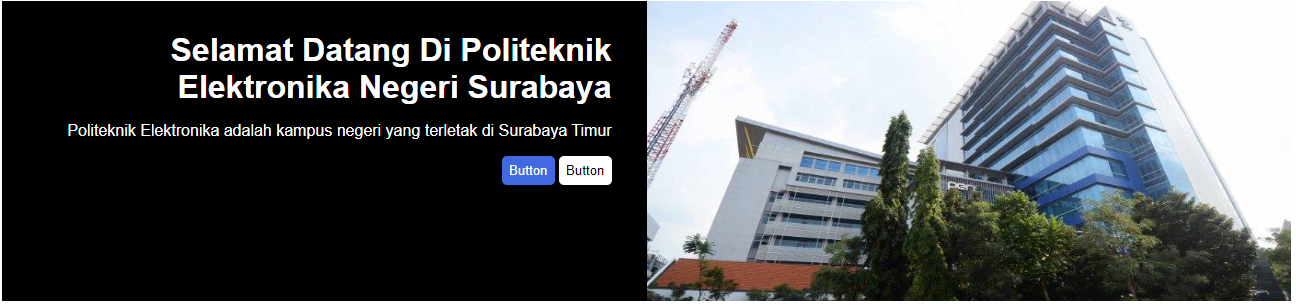 Selamat Datang Di Politeknik
Elektronika Negeri Surabaya
Politeknik Elektronika adalah kampus negeri yang terletak di Surabaya Timur
Button Button